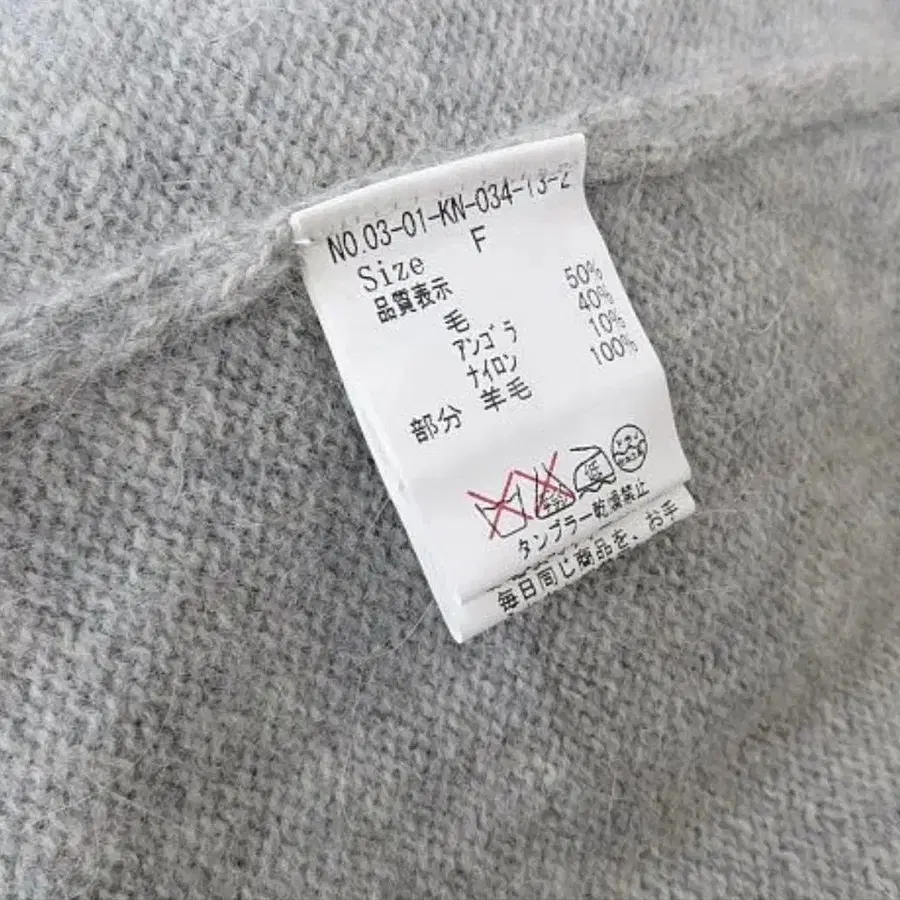 NO.03-01-KN-034-13-2
Size F
品質表示
毛 50%
アンゴラ 40%
ナイロン 10%
部分 羊毛 100%
低
タンブラー乾燥禁止
毎日同じ商品を、お手